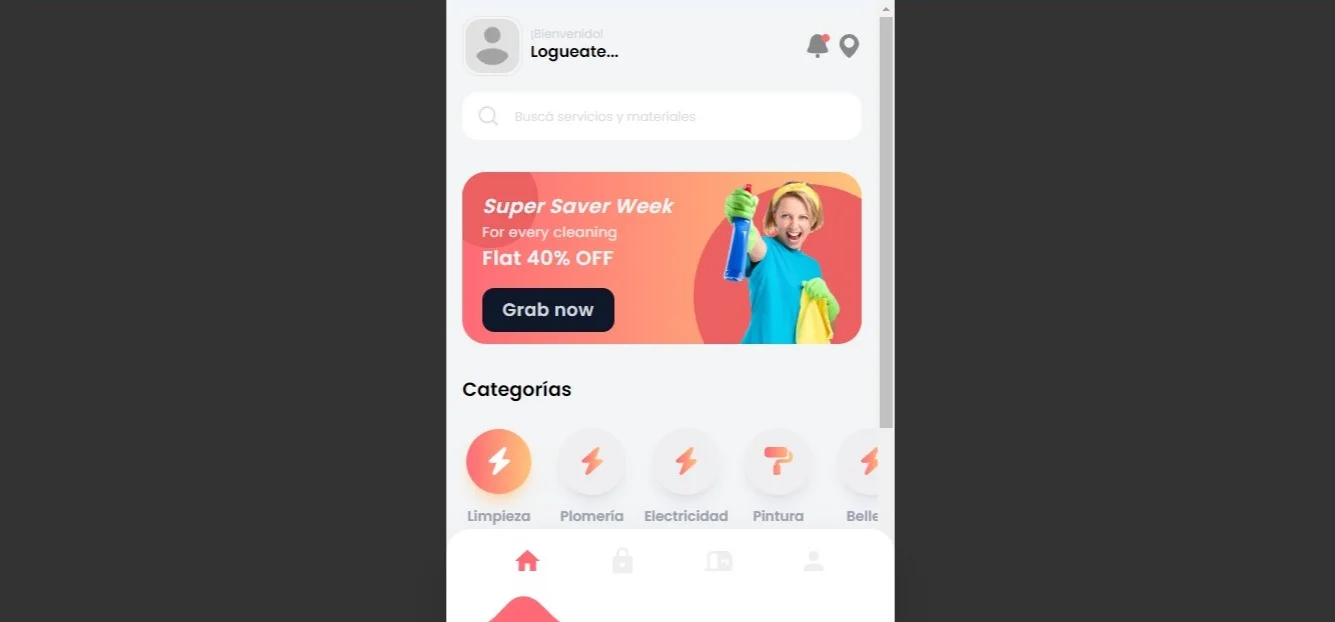 ¡Bienvenido!
Logueate...
Buscá servicios y materiales
Super Saver Week
For every cleaning
Flat 40% OFF
Grab now
Categorías
Limpieza
Plomería
Electricidad
Pintura
Belle